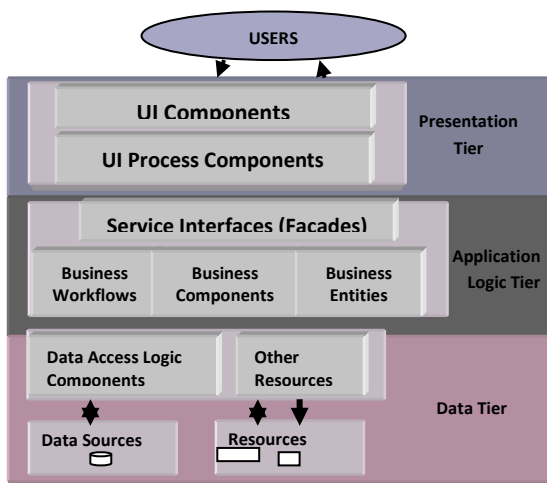 USERS
UI Components
UI Process Components
Presentation
Tier
Service Interfaces (Facades)
Business
Workflows
Business
Components
Business
Entities
Application
Logic Tier
Data Access Logic
Components
Other
Resources
Data Tier
Data Sources
Resources